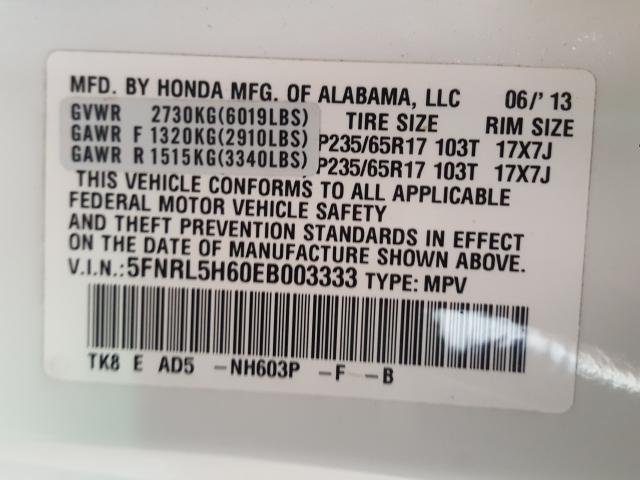 MFD. BY HONDA MFG. OF ALABAMA, LLC 06/'13
GVWR 2730KG(6019LBS) TIRE SIZE RIM SIZE
GAWR F 1320KG(2910LBS) P235/65R17 103T 17X7J
GAWR R 1515KG(3340LBS) P235/65R17 103T 17X7J
THIS VEHICLE CONFORMS TO ALL APPLICABLE
FEDERAL MOTOR VEHICLE SAFETY
AND THEFT PREVENTION STANDARDS IN EFFECT
ON THE DATE OF MANUFACTURE SHOWN ABOVE.
V.I.N.:5FNRL5H60EB003333 TYPE: MPV
TK8 E AD5 -NH603P -F -B